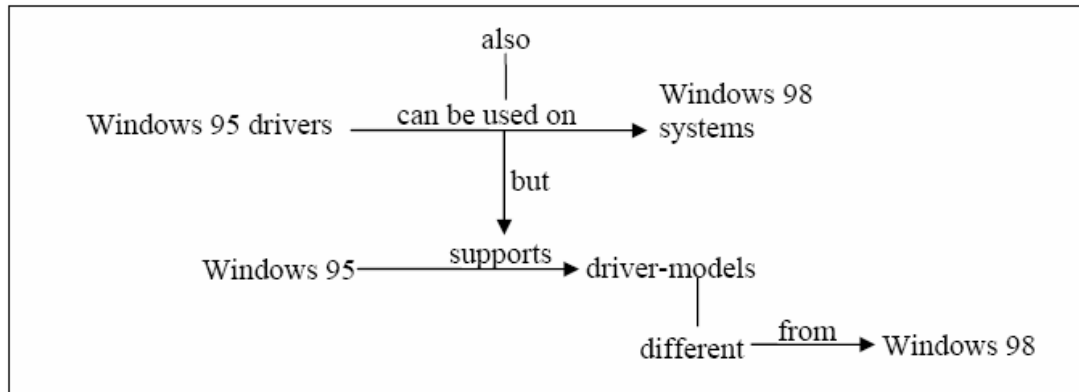 also
Windows 95 drivers can be used on Windows 98
systems
but
Windows 95 supports driver-models
different from Windows 98